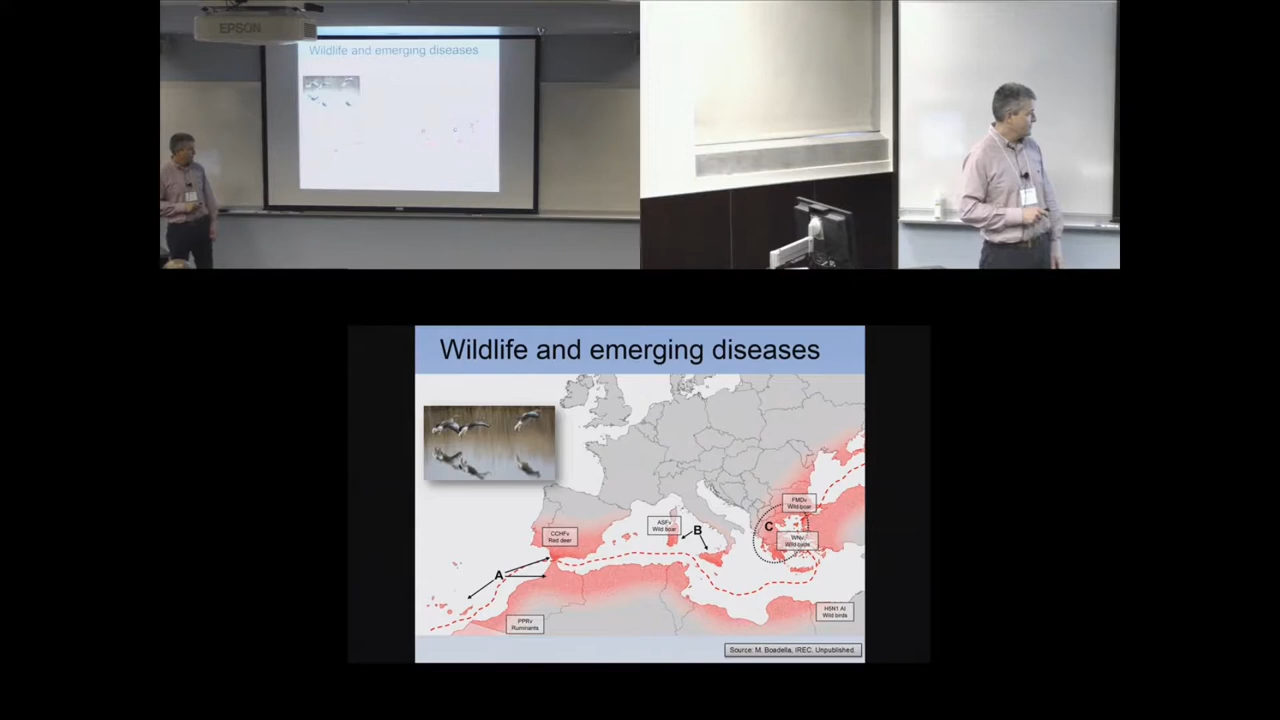 EPSON
Wildlife and emerging diseases
Wildlife and emerging diseases
FMDv
Wild boar
C
ASFv
Wild boar
B
CCHFv
Red deer
WNv
Wild birds
A
H5N1 AI
Wild birds
PPRv
Ruminants
Source: M. Boadella, IREC. Unpublished.